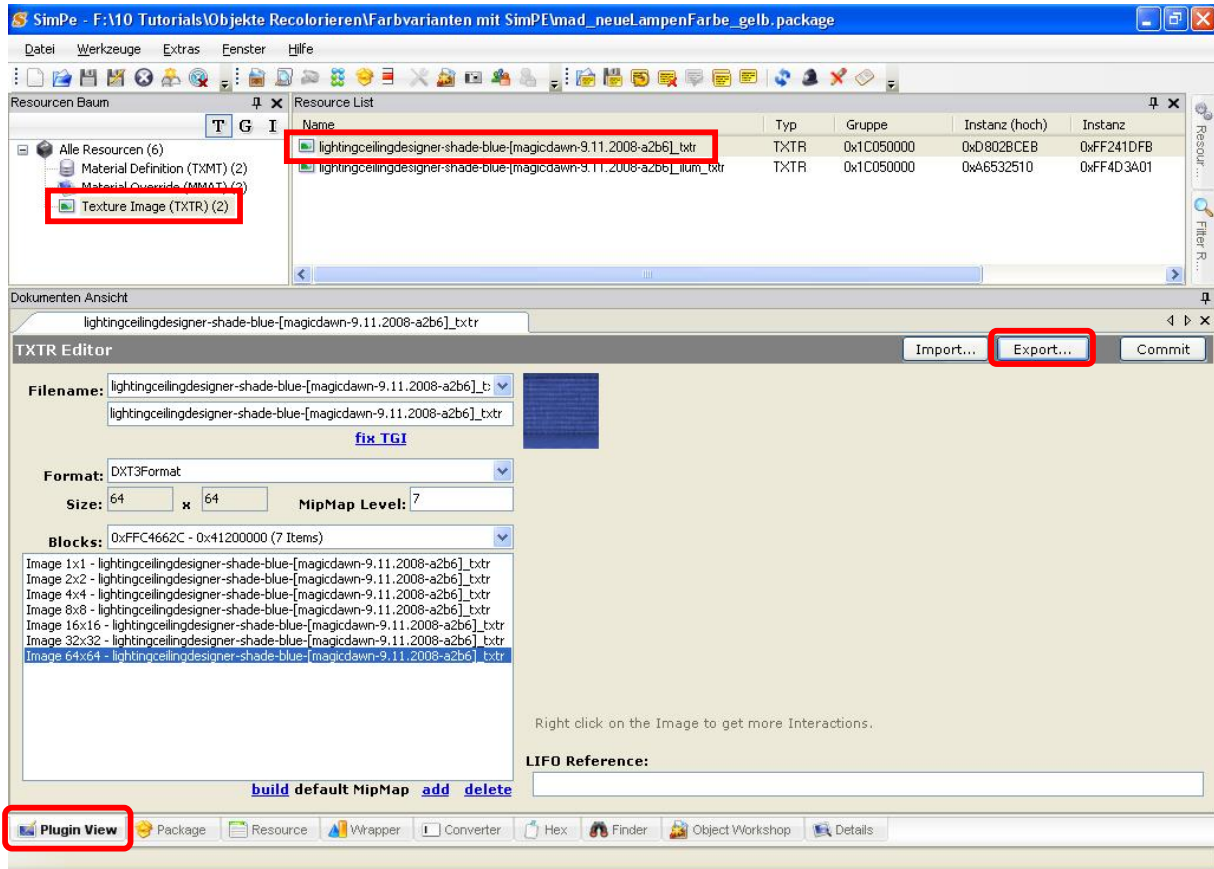 SimPe - F:\10 Tutorials\Objekte Recolorieren\Farbvarianten mit SimPE\mad_neueLampenFarbe_gelb.package
Datei Werkzeuge Extras Fenster Hilfe
Resourcen Baum
T G I
Alle Resourcen (6)
Material Definition (TXMT) (2)
Material Override (MMAT) (2)
Texture Image (TXTR) (2)
Resource List
Name Typ Gruppe Instanz (hoch) Instanz
lightingceilingdesigner-shade-blue-[magicdawn-9.11.2008-a2b6]_txtr TXTR 0x1C050000 0xD802BCEB 0xFF241DFB
lightingceilingdesigner-shade-blue-[magicdawn-9.11.2008-a2b6]_ilum_txtr TXTR 0x1C050000 0xA6532510 0xFF4D3A01
Resour...
Filter R...
Dokumenten Ansicht
lightingceilingdesigner-shade-blue-[magicdawn-9.11.2008-a2b6]_txtr
TXTR Editor Import... Export... Commit
Filename: lightingceilingdesigner-shade-blue-[magicdawn-9.11.2008-a2b6]_t
lightingceilingdesigner-shade-blue-[magicdawn-9.11.2008-a2b6]_txtr
fix TGI
Format: DXT3Format
Size: 64 x 64 MipMap Level: 7
Blocks: 0xFFC4662C - 0x41200000 (7 Items)
Image 1x1 - lightingceilingdesigner-shade-blue-[magicdawn-9.11.2008-a2b6]_txtr
Image 2x2 - lightingceilingdesigner-shade-blue-[magicdawn-9.11.2008-a2b6]_txtr
Image 4x4 - lightingceilingdesigner-shade-blue-[magicdawn-9.11.2008-a2b6]_txtr
Image 8x8 - lightingceilingdesigner-shade-blue-[magicdawn-9.11.2008-a2b6]_txtr
Image 16x16 - lightingceilingdesigner-shade-blue-[magicdawn-9.11.2008-a2b6]_txtr
Image 32x32 - lightingceilingdesigner-shade-blue-[magicdawn-9.11.2008-a2b6]_txtr
Image 64x64 - lightingceilingdesigner-shade-blue-[magicdawn-9.11.2008-a2b6]_txtr
build default MipMap add delete
Right click on the Image to get more Interactions.
LIFO Reference:
Plugin View Package Resource Wrapper Converter Hex Finder Object Workshop Details